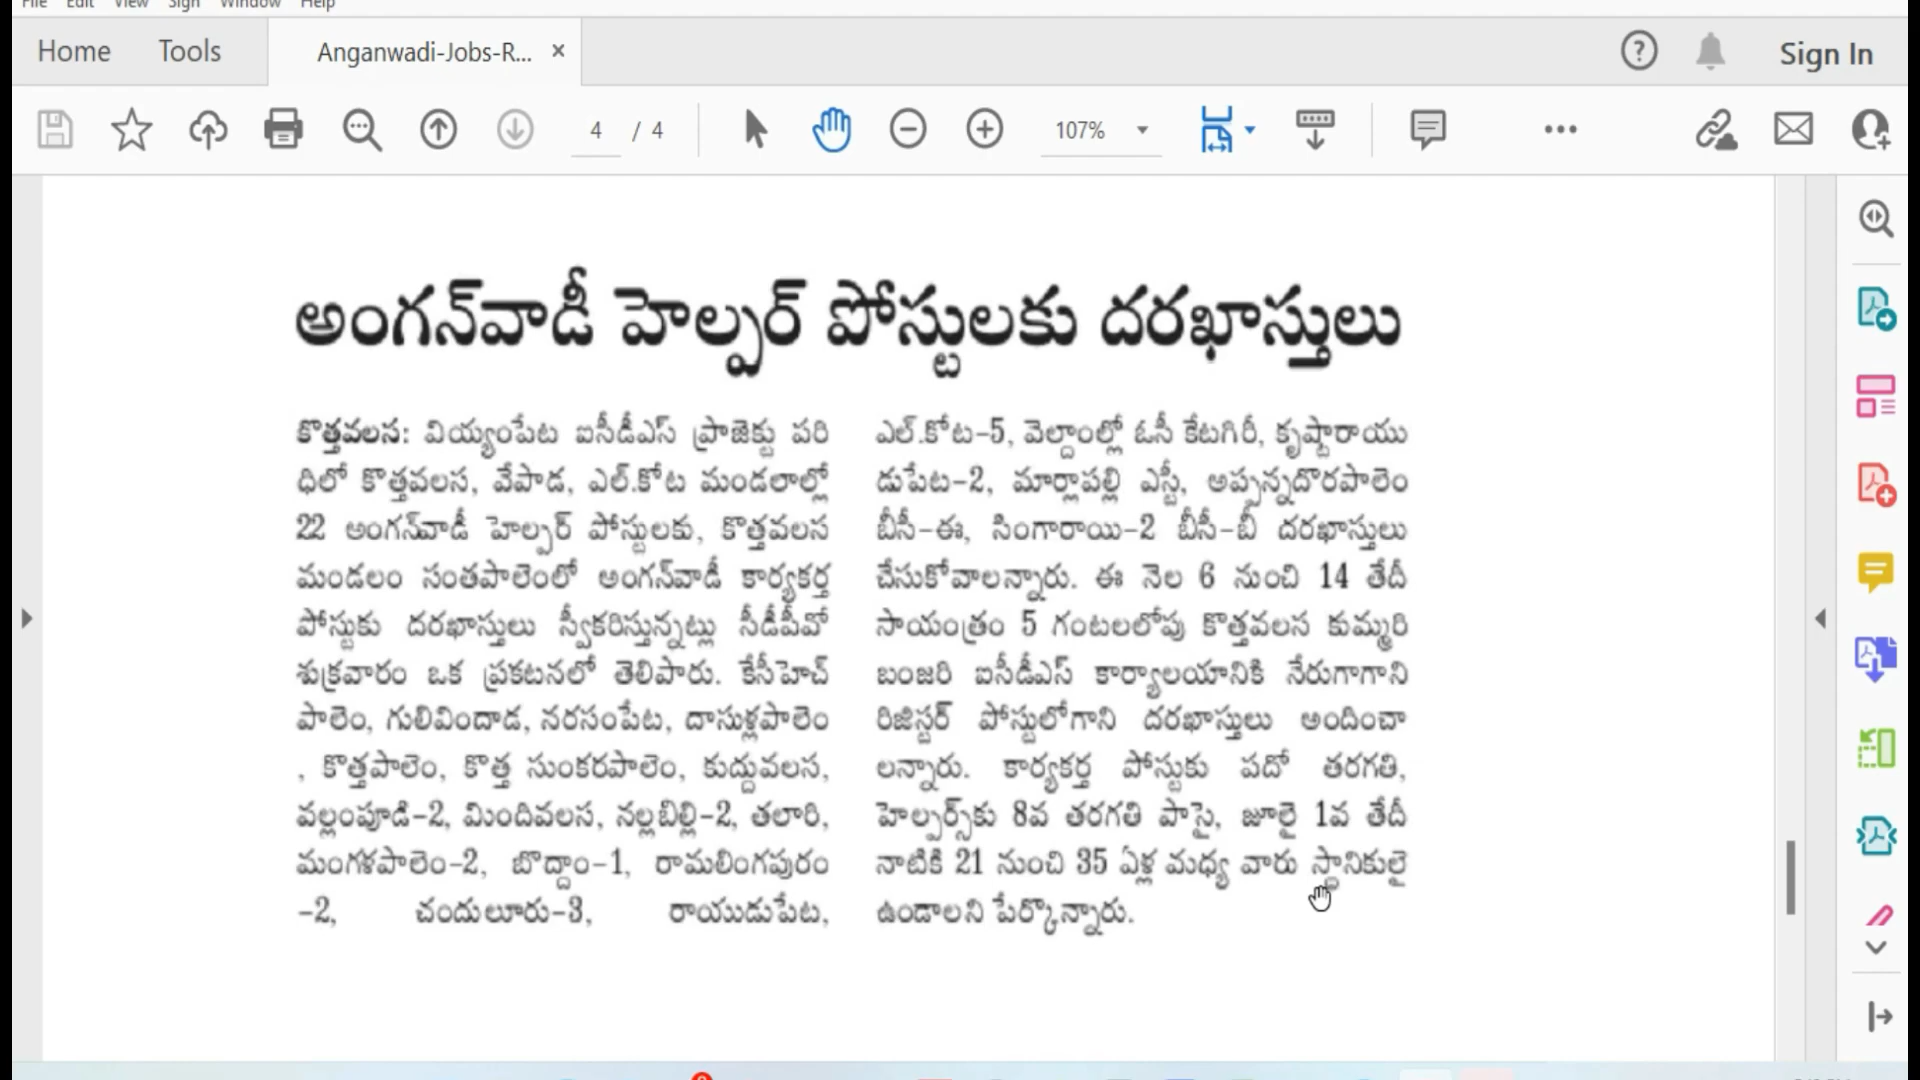 File Edit View Sign Window Help
Home Tools Anganwadi-Jobs-R... × Sign In
4 / 4 107%
అంగన్‌వాడీ హెల్పర్ పోస్టులకు దరఖాస్తులు
కొత్తవలస: వియ్యంపేట ఐసీడీఎస్ ప్రాజెక్టు పరి
ధిలో కొత్తవలస, వేపాడ, ఎల్.కోట మండలాల్లో
22 అంగన్‌వాడీ హెల్పర్ పోస్టులకు, కొత్తవలస
మండలం సంతపాలెంలో అంగన్‌వాడీ కార్యకర్త
పోస్టుకు దరఖాస్తులు స్వీకరిస్తున్నట్లు సీడీపీవో
శుక్రవారం ఒక ప్రకటనలో తెలిపారు. కేసీహెచ్
పాలెం, గులివిందాడ, నరసంపేట, దాసుళ్లపాలెం
, కొత్తపాలెం, కొత్త సుంకరపాలెం, కుద్దువలస,
వల్లంపూడి-2, మిందివలస, నల్లబిల్లి-2, తలారి,
మంగళపాలెం-2, బొద్దాం-1, రామలింగపురం
-2, చందులూరు-3, రాయుడుపేట,
ఎల్.కోట-5, వెల్దాంల్లో ఓసీ కేటగిరీ, కృష్ణారాయు
డుపేట-2, మార్లాపల్లి ఎస్టీ, అప్పన్నదొరపాలెం
బీసీ-ఈ, సింగారాయి-2 బీసీ-బీ దరఖాస్తులు
చేసుకోవాలన్నారు. ఈ నెల 6 నుంచి 14 తేదీ
సాయంత్రం 5 గంటలలోపు కొత్తవలస కుమ్మరి
బంజరి ఐసీడీఎస్ కార్యాలయానికి నేరుగాగాని
రిజిస్టర్ పోస్టులోగాని దరఖాస్తులు అందించా
లన్నారు. కార్యకర్త పోస్టుకు పదో తరగతి,
హెల్పర్స్‌కు 8వ తరగతి పాసై, జూలై 1వ తేదీ
నాటికి 21 నుంచి 35 ఏళ్ల మధ్య వారు స్థానికులై
ఉండాలని పేర్కొన్నారు.